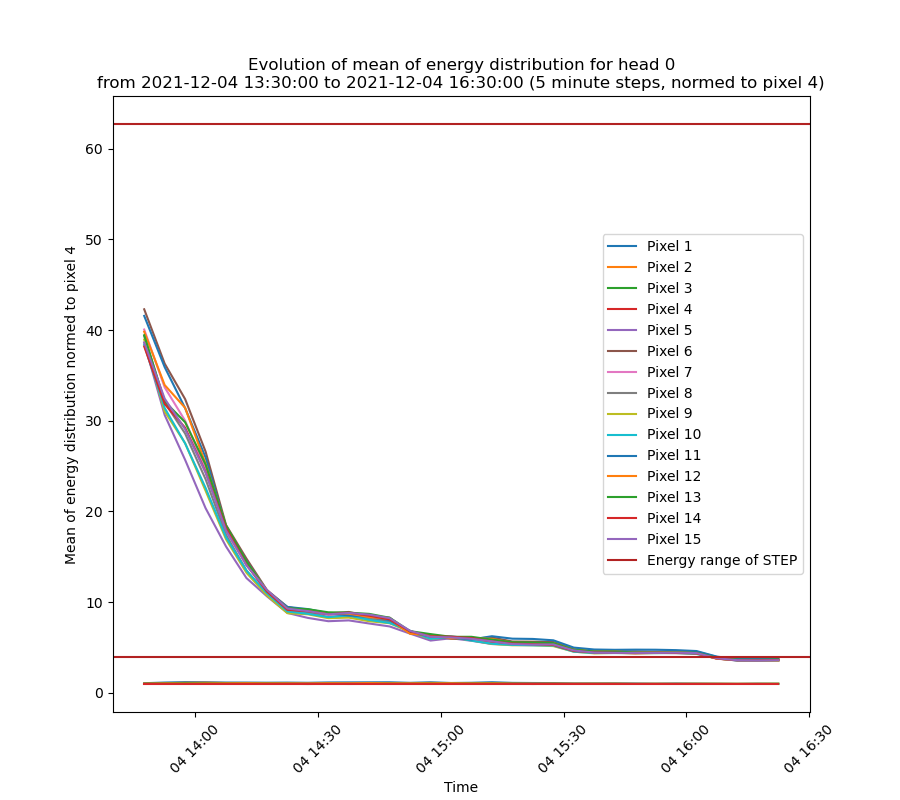 Evolution of mean of energy distribution for head 0
from 2021-12-04 13:30:00 to 2021-12-04 16:30:00 (5 minute steps, normed to pixel 4)
Mean of energy distribution normed to pixel 4
60
50
40
30
20
10
0
Pixel 1
Pixel 2
Pixel 3
Pixel 4
Pixel 5
Pixel 6
Pixel 7
Pixel 8
Pixel 9
Pixel 10
Pixel 11
Pixel 12
Pixel 13
Pixel 14
Pixel 15
Energy range of STEP
04 14:00
04 14:30
04 15:00
04 15:30
04 16:00
04 16:30
Time